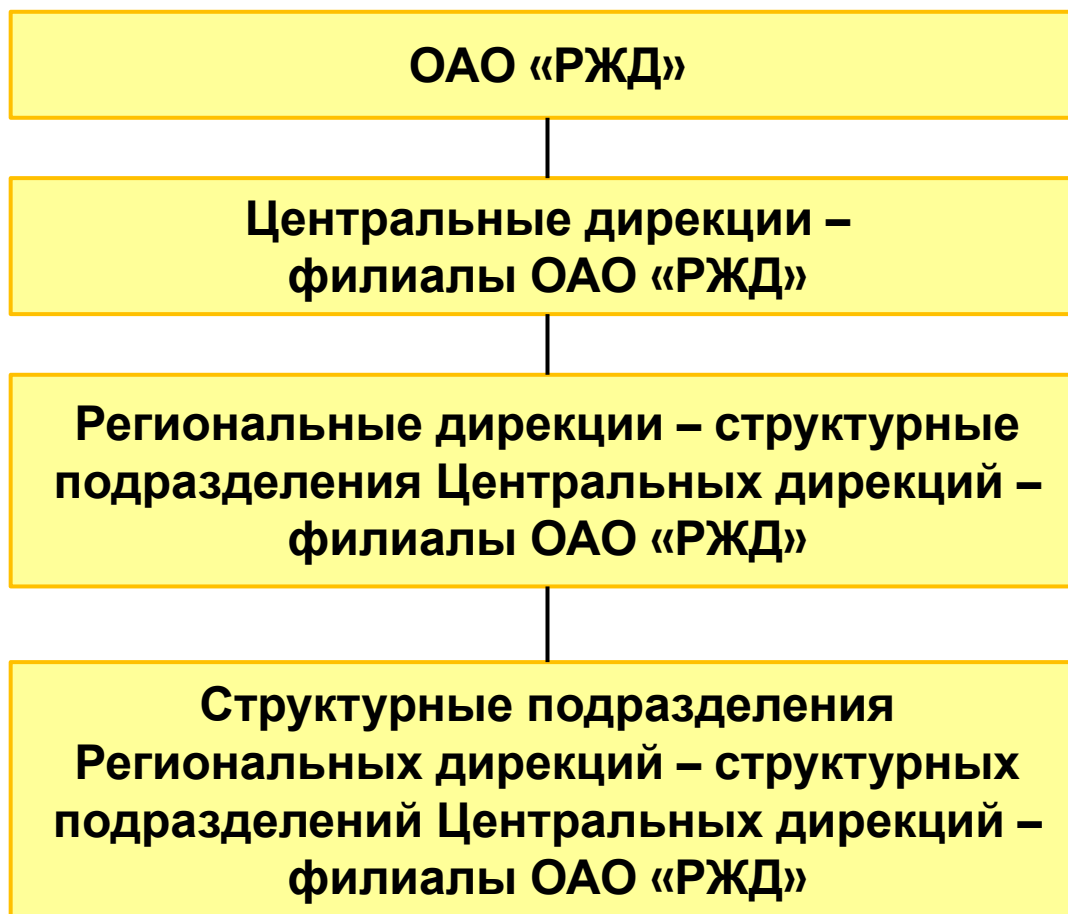 ОАО «РЖД»
Центральные дирекции –
филиалы ОАО «РЖД»
Региональные дирекции – структурные
подразделения Центральных дирекций –
филиалы ОАО «РЖД»
Структурные подразделения
Региональных дирекций – структурных
подразделений Центральных дирекций –
филиалы ОАО «РЖД»